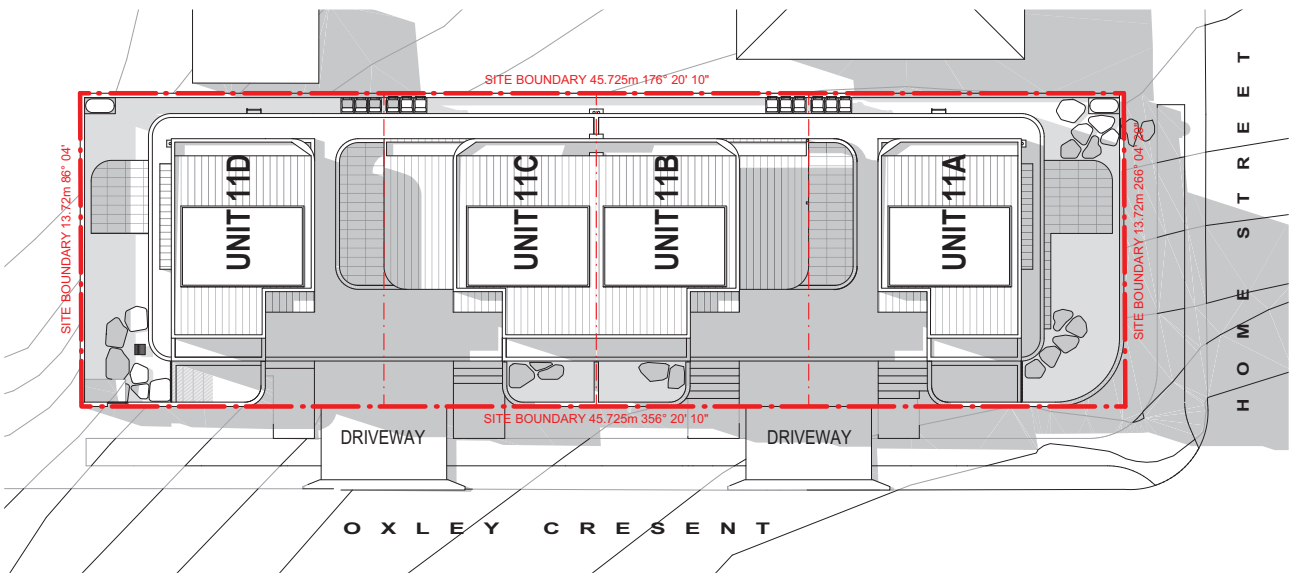 SITE BOUNDARY 45.725m 176° 20' 10"
SITE BOUNDARY 13.72m 86° 04'
UNIT 11D
UNIT 11C
UNIT 11B
UNIT 11A
SITE BOUNDARY 13.72m 266° 04' 20"
HOME STREET
SITE BOUNDARY 45.725m 356° 20' 10"
DRIVEWAY
DRIVEWAY
OXLEY CRESENT